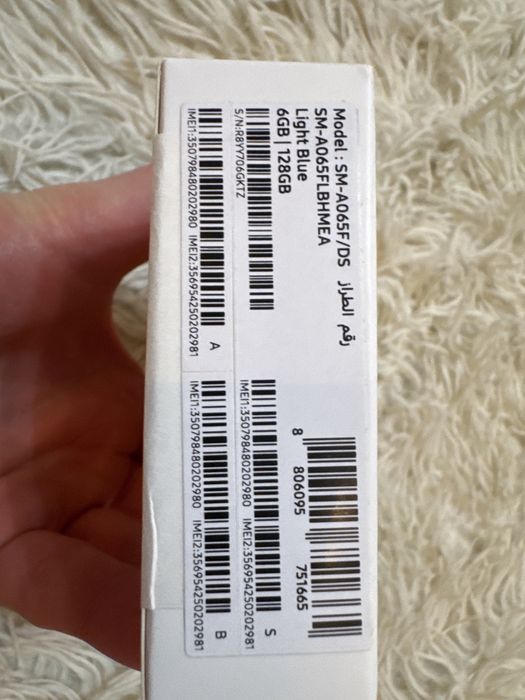 Model : SM-A065F/DS رقم الطراز
SM-A065FLBHMEA
Light Blue
6GB | 128GB
S/N:R8YY706GKTZ
IMEI1:350798480202980 IMEI2:356954250202981
A
8 806095 751665
IMEI1:350798480202980 IMEI2:356954250202981
S
IMEI1:350798480202980 IMEI2:356954250202981
B